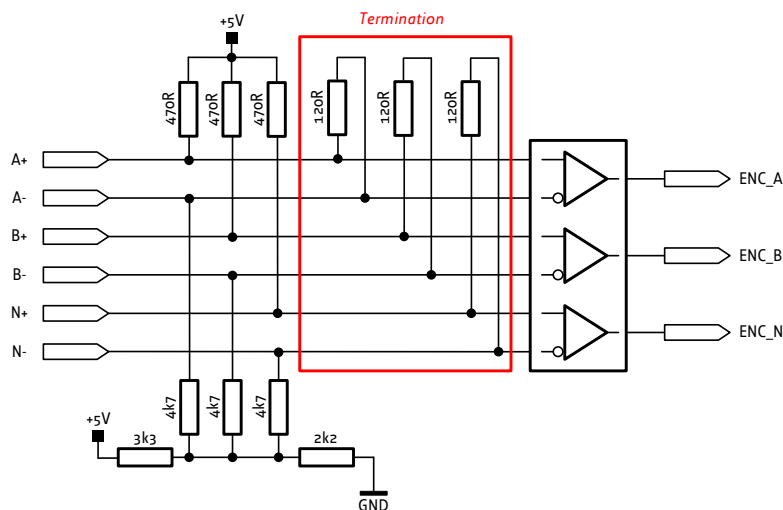 Termination
+5V
470R
470R
470R
120R
120R
120R
A+
ENC_A
A-
B+
ENC_B
B-
N+
ENC_N
N-
4k7
4k7
4k7
+5V
3k3
2k2
GND